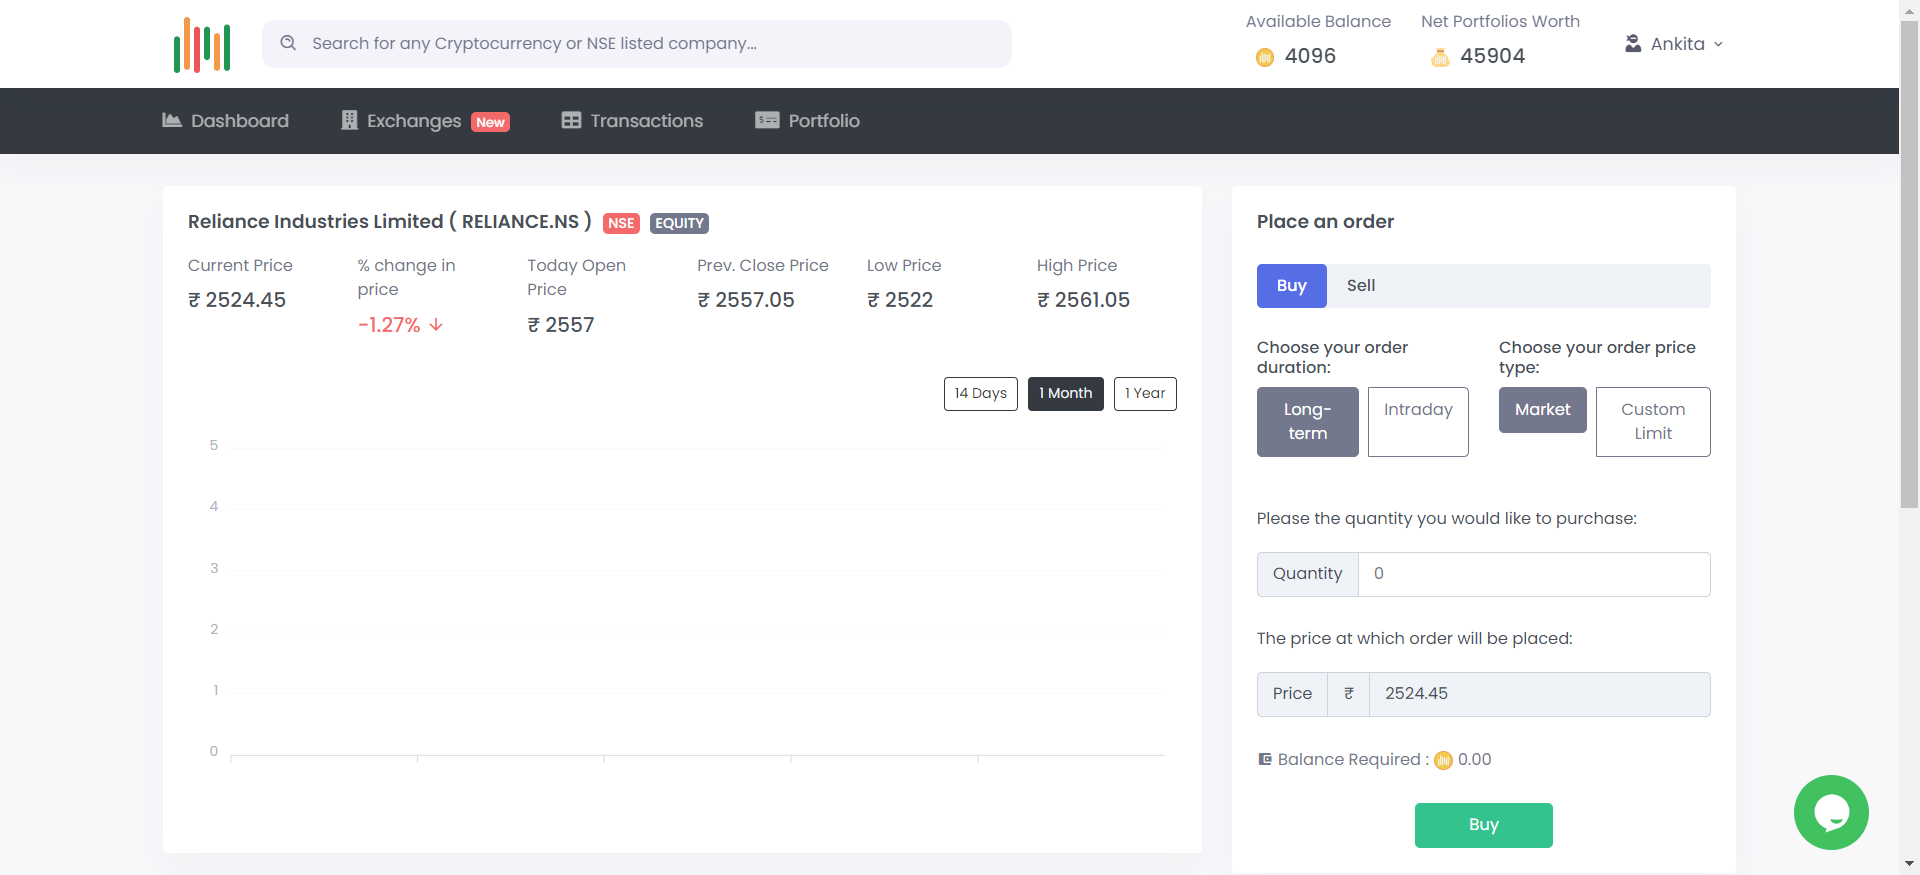 Search for any Cryptocurrency or NSE listed company...
Available Balance
4096
Net Portfolios Worth
45904
Ankita
Dashboard
Exchanges New
Transactions
Portfolio
Reliance Industries Limited ( RELIANCE.NS ) NSE EQUITY
Current Price
₹ 2524.45
% change in
price
-1.27%
Today Open
Price
₹ 2557
Prev. Close Price
₹ 2557.05
Low Price
₹ 2522
High Price
₹ 2561.05
14 Days
1 Month
1 Year
5
4
3
2
1
0
Place an order
Buy
Sell
Choose your order
duration:
Long-
term
Intraday
Choose your order price
type:
Market
Custom
Limit
Please the quantity you would like to purchase:
Quantity
0
The price at which order will be placed:
Price
₹
2524.45
Balance Required : 0.00
Buy